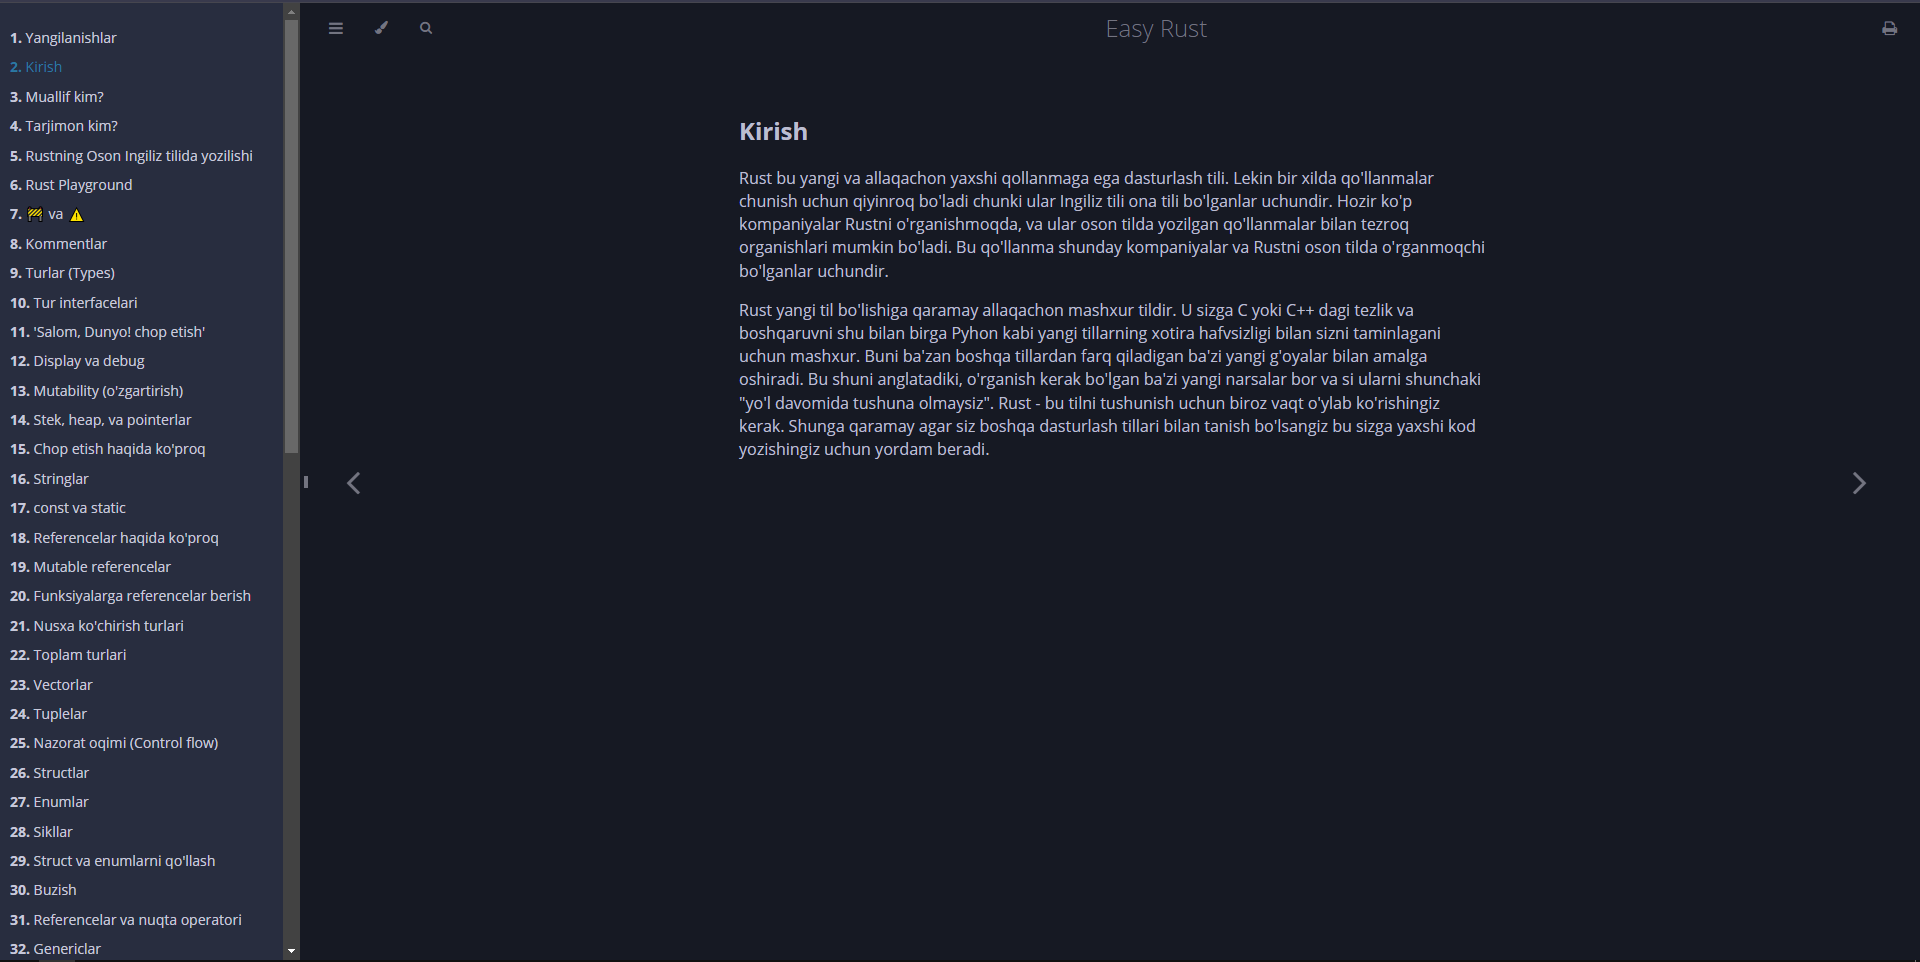 1. Yangilanishlar
2. Kirish
3. Muallif kim?
4. Tarjimon kim?
5. Rustning Oson Ingiliz tilida yozilishi
6. Rust Playground
7. 🚧 va ⚠️
8. Kommentlar
9. Turlar (Types)
10. Tur interfacelari
11. 'Salom, Dunyo! chop etish'
12. Display va debug
13. Mutability (o'zgartirish)
14. Stek, heap, va pointerlar
15. Chop etish haqida ko'proq
16. Stringlar
17. const va static
18. Referencelar haqida ko'proq
19. Mutable referencelar
20. Funksiyalarga referencelar berish
21. Nusxa ko'chirish turlari
22. Toplam turlari
23. Vectorlar
24. Tuplelar
25. Nazorat oqimi (Control flow)
26. Structlar
27. Enumlar
28. Sikllar
29. Struct va enumlarni qo'llash
30. Buzish
31. Referencelar va nuqta operatori
32. Genericlar
Easy Rust
Kirish
Rust bu yangi va allaqachon yaxshi qollanmaga ega dasturlash tili. Lekin bir xilda qo'llanmalar
chunish uchun qiyinroq bo'ladi chunki ular Ingiliz tili ona tili bo'lganlar uchundir. Hozir ko'p
kompaniyalar Rustni o'rganishmoqda, va ular oson tilda yozilgan qo'llanmalar bilan tezroq
organishlari mumkin bo'ladi. Bu qo'llanma shunday kompaniyalar va Rustni oson tilda o'rganmoqchi
bo'lganlar uchundir.
Rust yangi til bo'lishiga qaramay allaqachon mashxur tildir. U sizga C yoki C++ dagi tezlik va
boshqaruvni shu bilan birga Pyhon kabi yangi tillarning xotira hafvsizligi bilan sizni taminlagani
uchun mashxur. Buni ba'zan boshqa tillardan farq qiladigan ba'zi yangi g'oyalar bilan amalga
oshiradi. Bu shuni anglatadiki, o'rganish kerak bo'lgan ba'zi yangi narsalar bor va si ularni shunchaki
"yo'l davomida tushuna olmaysiz". Rust - bu tilni tushunish uchun biroz vaqt o'ylab ko'rishingiz
kerak. Shunga qaramay agar siz boshqa dasturlash tillari bilan tanish bo'lsangiz bu sizga yaxshi kod
yozishingiz uchun yordam beradi.